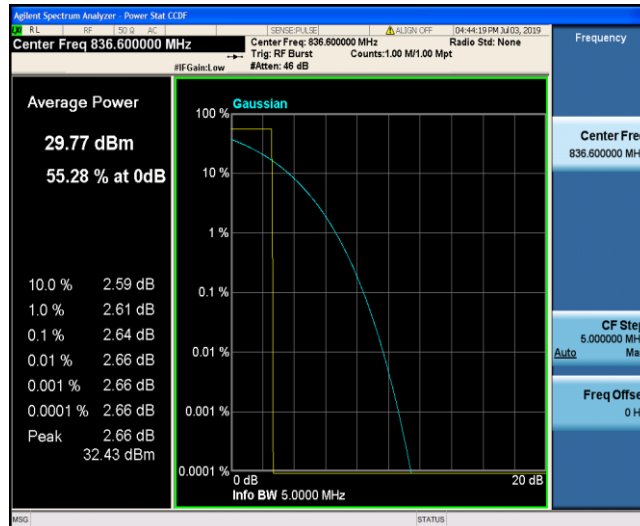 Agilent Spectrum Analyzer - Power Stat CCDF
RL RF 50 Ω AC SENSE:PULSE ALIGN OFF 04:44:19 PM Jul 03, 2019
Center Freq 836.600000 MHz
Center Freq: 836.600000 MHz Radio Std: None
Trig: RF Burst Counts:1.00 M/1.00 Mpt
#IFGain:Low #Atten: 46 dB
Frequency
Average Power
29.77 dBm
55.28 % at 0dB
10.0 % 2.59 dB
1.0 % 2.61 dB
0.1 % 2.64 dB
0.01 % 2.66 dB
0.001 % 2.66 dB
0.0001 % 2.66 dB
Peak 2.66 dB
32.43 dBm
Gaussian
100 %
10 %
1 %
0.1 %
0.01 %
0.001 %
0.0001 %
0 dB 20 dB
Info BW 5.0000 MHz
Center Fre
836.600000 MH
CF Step
5.000000 MH
Auto Ma
Freq Offse
0 H
MSG STATUS